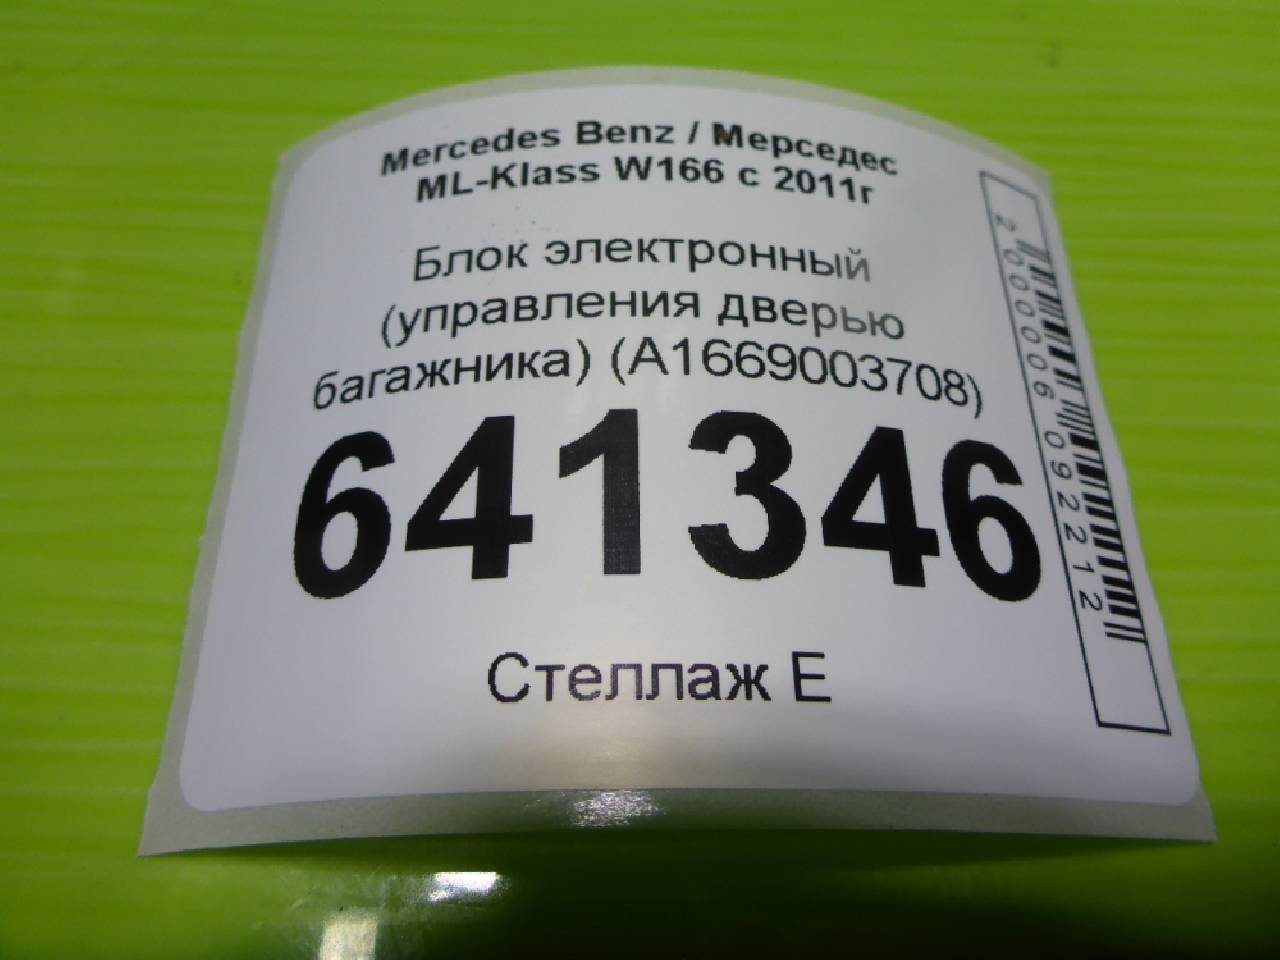 Mercedes Benz / Мерседес
ML-Klass W166 с 2011г
Блок электронный
(управления дверью
багажника) (A1669003708)
641346
Стеллаж Е
2000006092212